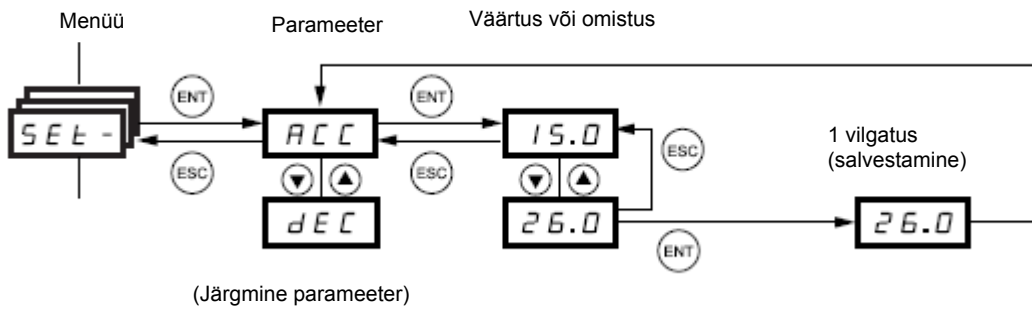 Menüü
Parameeter
Väärtus või omistus
ENT
ENT
SEt-
ACC
15.0
1 vilgatus
(salvestamine)
ESC
ESC
ESC
dEC
26.0
26.0
ENT
(Järgmine parameeter)